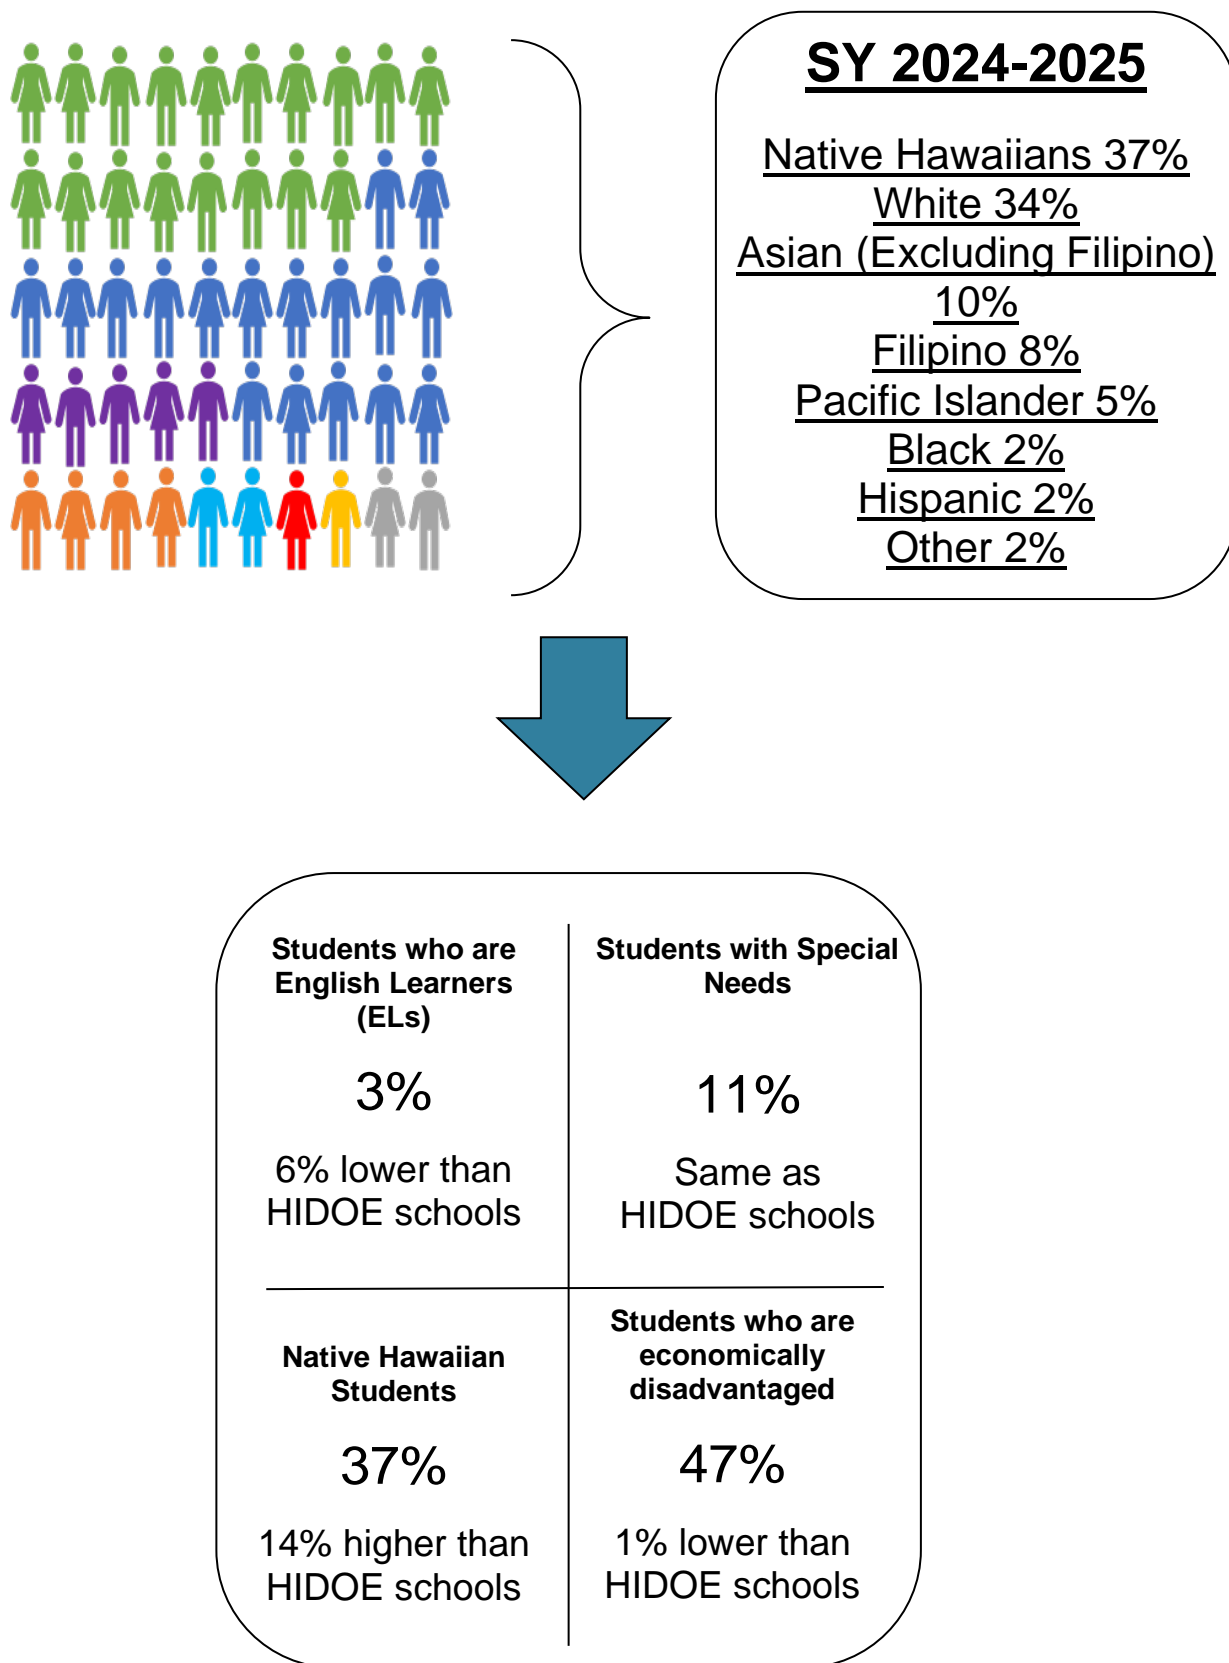 SY 2024-2025
Native Hawaiians 37%
White 34%
Asian (Excluding Filipino)
10%
Filipino 8%
Pacific Islander 5%
Black 2%
Hispanic 2%
Other 2%
Students who are
English Learners
(ELs)
3%
6% lower than
HIDOE schools
Students with Special
Needs
11%
Same as
HIDOE schools
Native Hawaiian
Students
37%
14% higher than
HIDOE schools
Students who are
economically
disadvantaged
47%
1% lower than
HIDOE schools